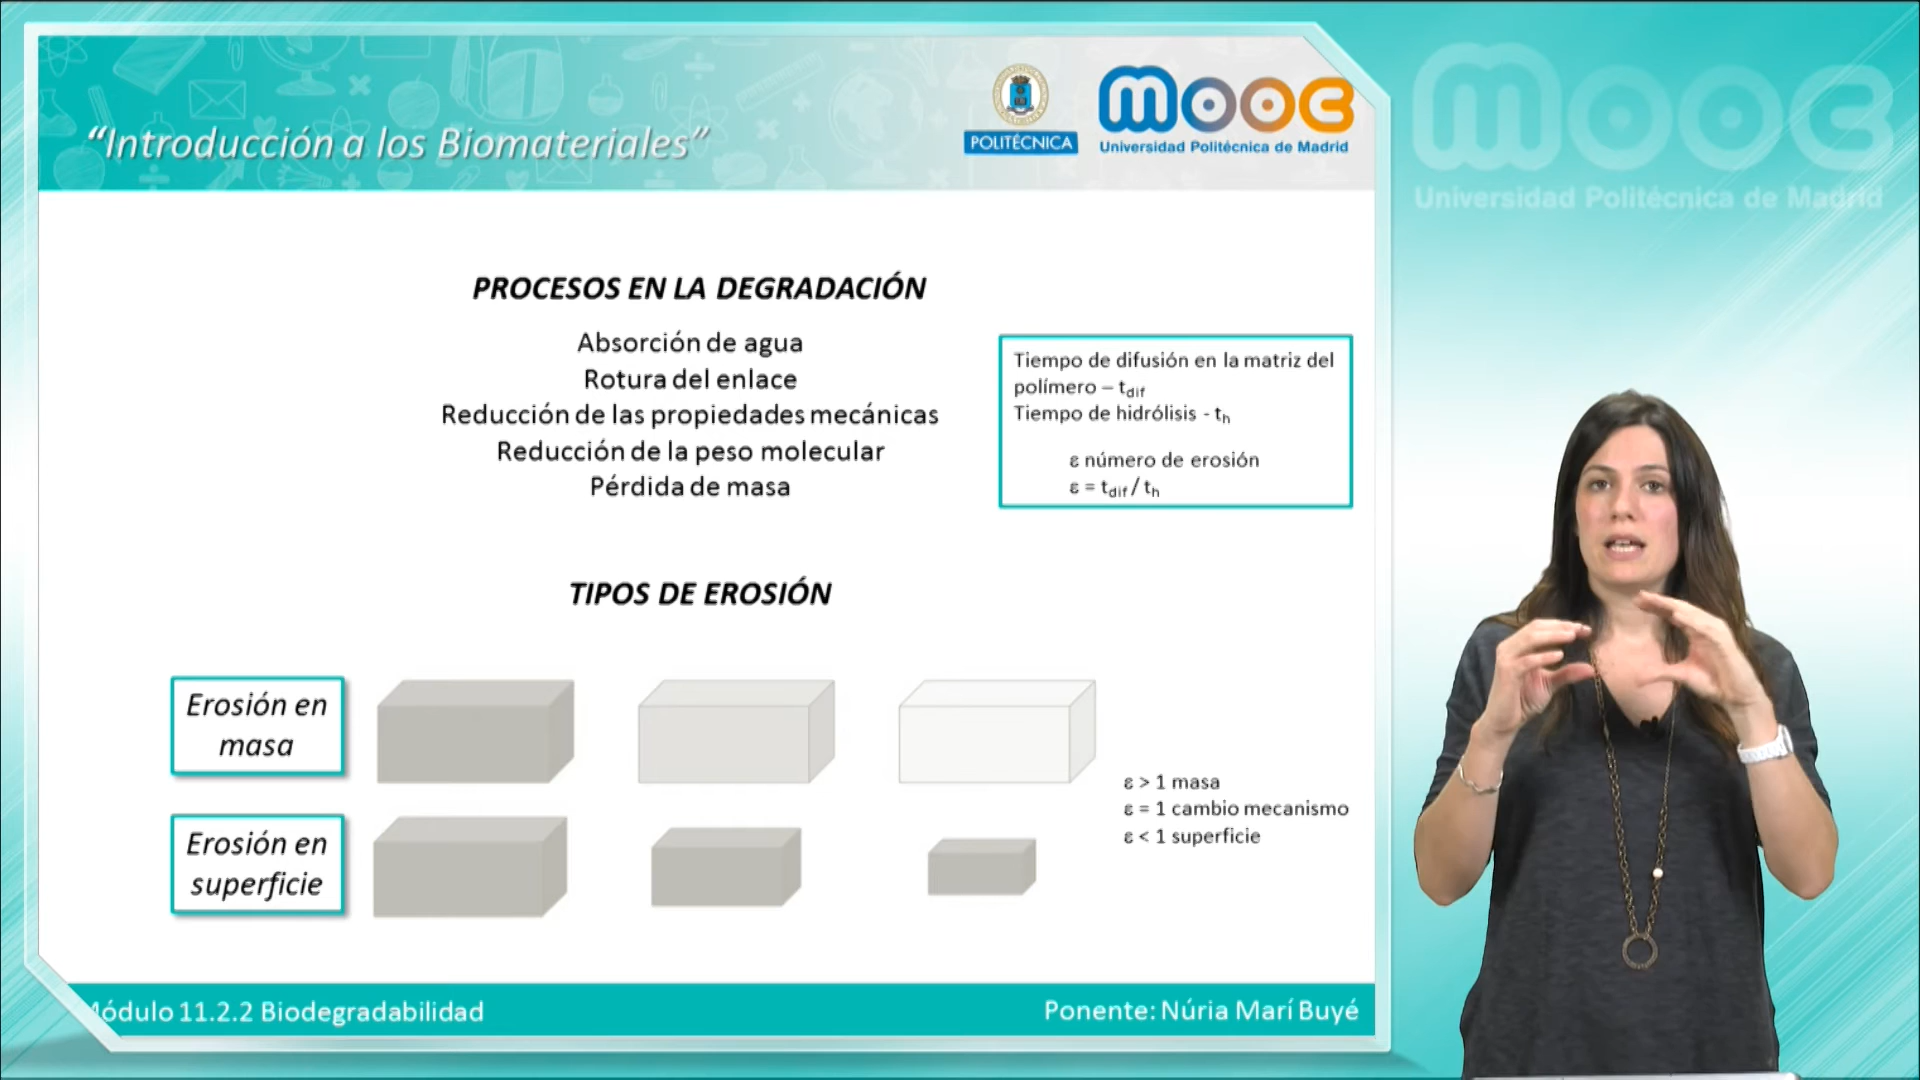 “Introducción a los Biomateriales”
POLITÉCNICA
mooc
Universidad Politécnica de Madrid
mooc
Universidad Politécnica de Madrid
PROCESOS EN LA DEGRADACIÓN
Absorción de agua
Rotura del enlace
Reducción de las propiedades mecánicas
Reducción de la peso molecular
Pérdida de masa
Tiempo de difusión en la matriz del
polímero – tdif
Tiempo de hidrólisis - th
ε número de erosión
ε = tdif / th
TIPOS DE EROSIÓN
Erosión en
masa
Erosión en
superficie
ε > 1 masa
ε = 1 cambio mecanismo
ε < 1 superficie
Módulo 11.2.2 Biodegradabilidad
Ponente: Núria Marí Buyé